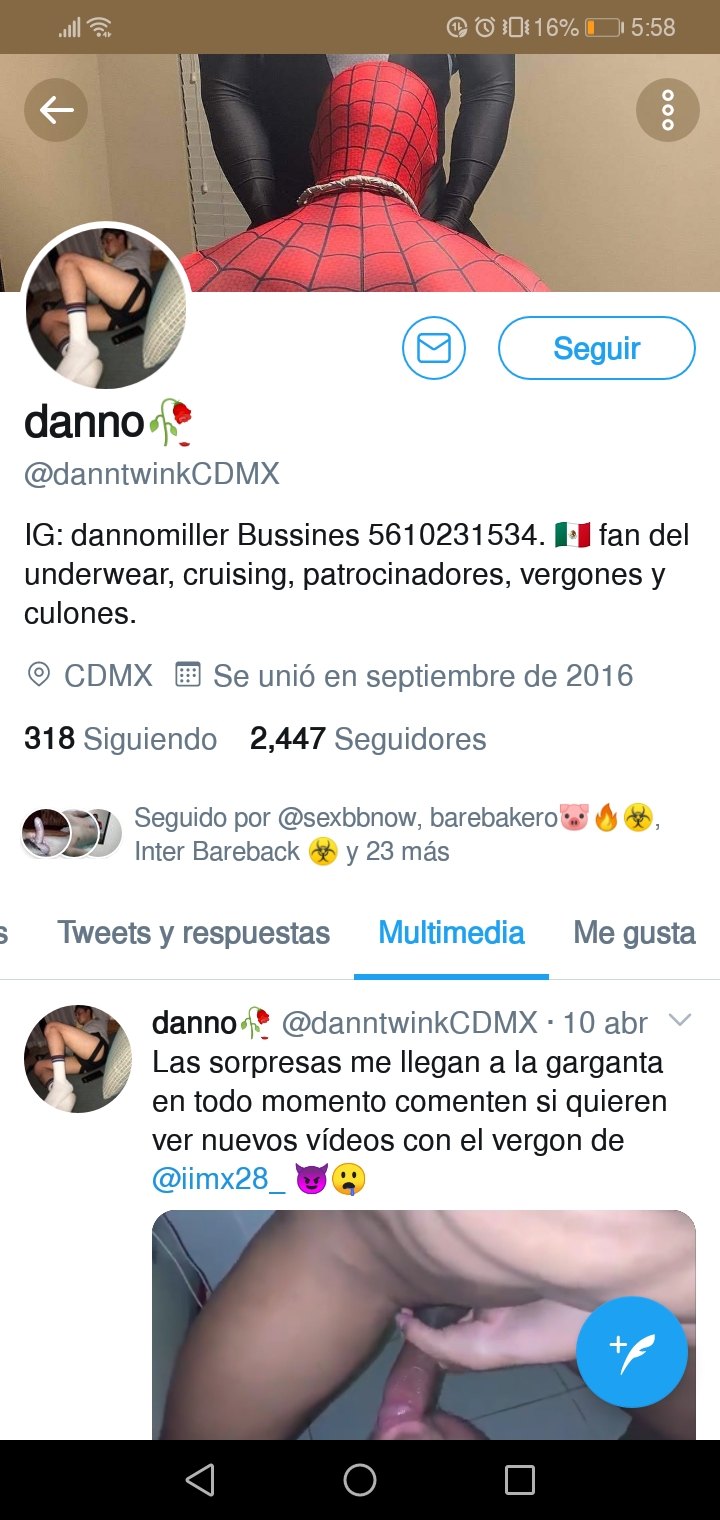 16% 5:58
Seguir
danno🥀
@danntwinkCDMX
IG: dannomiller Bussines 5610231534. 🇲🇽 fan del
underwear, cruising, patrocinadores, vergones y
culones.
CDMX Se unió en septiembre de 2016
318 Siguiendo 2,447 Seguidores
Seguido por @sexbbnow, barebakero🐷🔥☣️,
Inter Bareback ☣️ y 23 más
s Tweets y respuestas Multimedia Me gusta
danno🥀 @danntwinkCDMX · 10 abr
Las sorpresas me llegan a la garganta
en todo momento comenten si quieren
ver nuevos vídeos con el vergon de
@iimx28_ 😈🤤